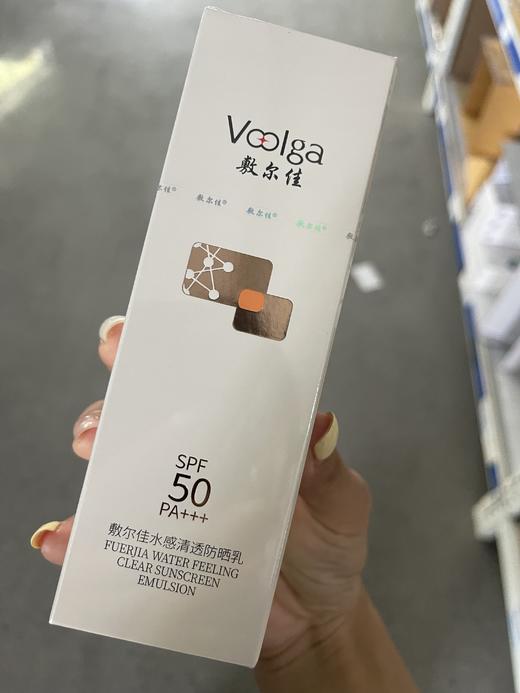 Voolga
敷尔佳
敷尔佳® 敷尔佳® 敷尔佳® 敷尔佳®
SPF
50
PA+++
敷尔佳水感清透防晒乳
FUERJIA WATER FEELING
CLEAR SUNSCREEN
EMULSION